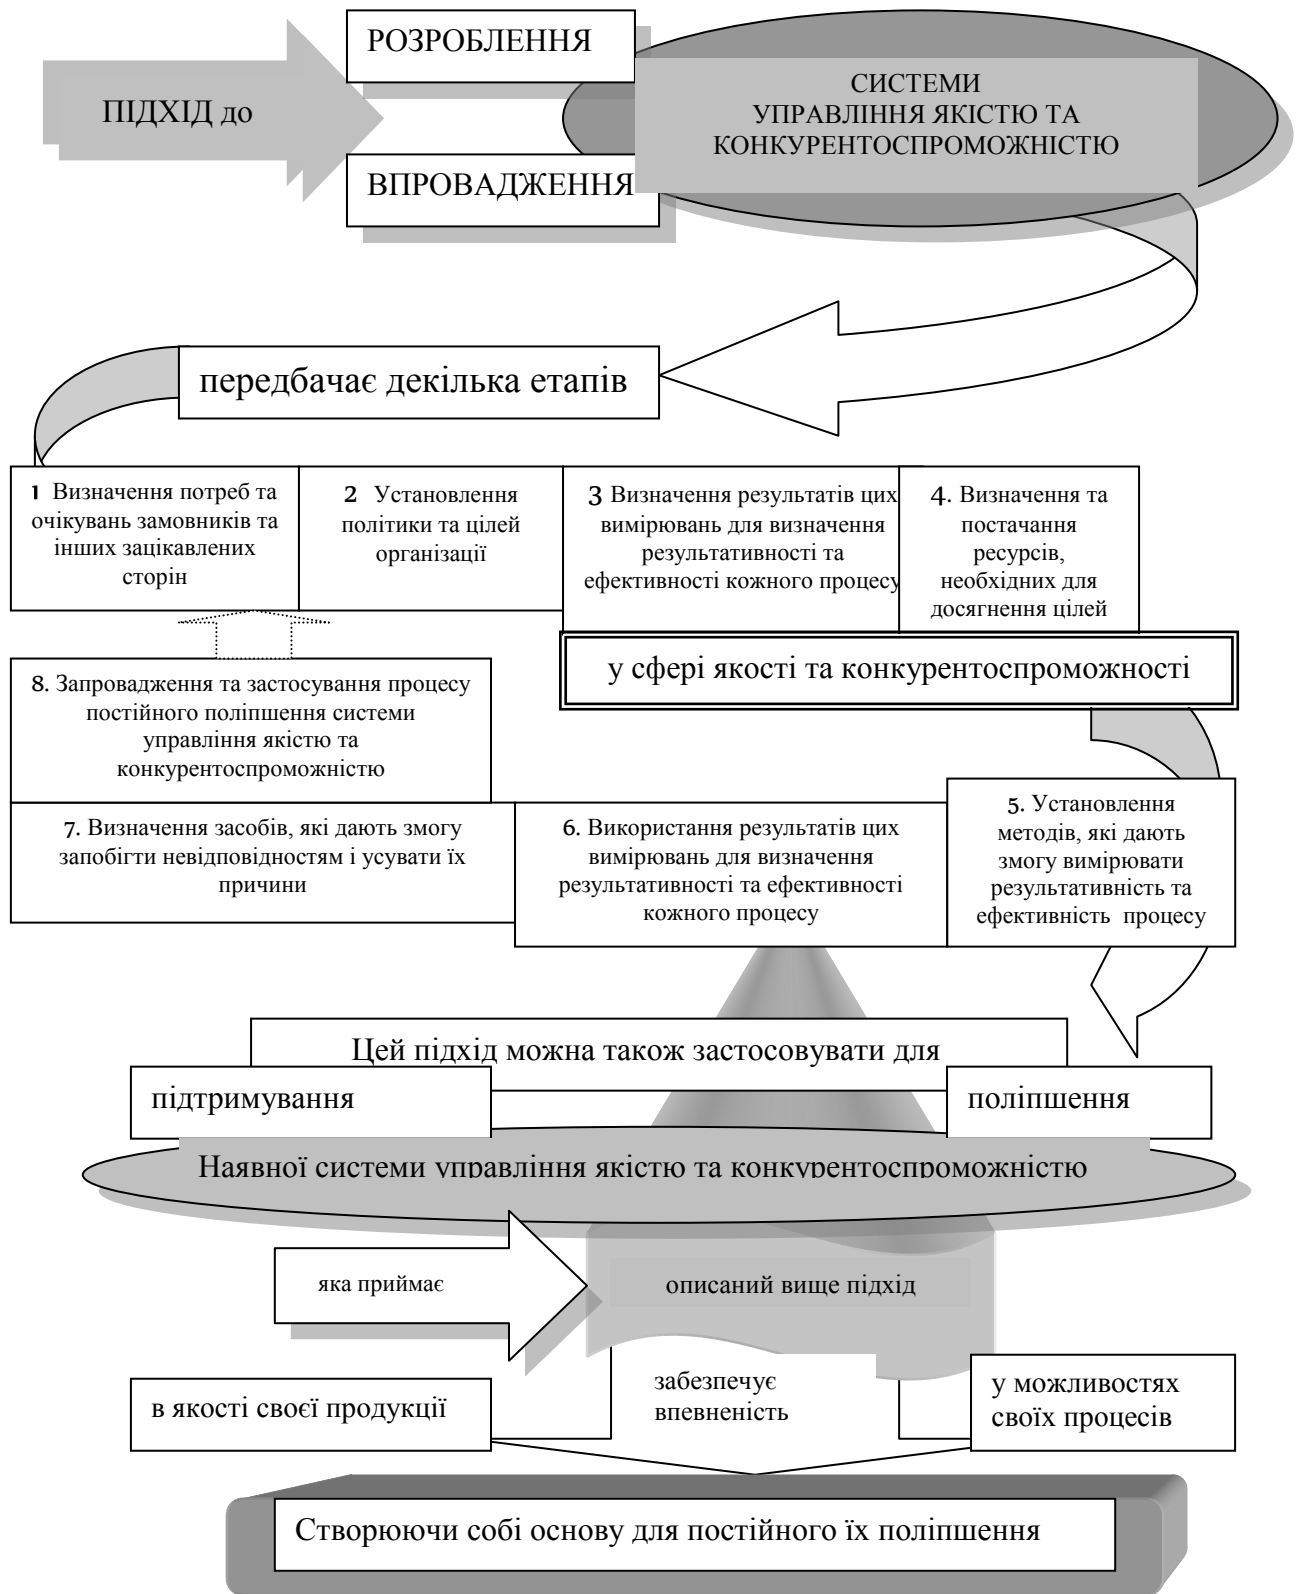 ПІДХІД до
РОЗРОБЛЕННЯ
ВПРОВАДЖЕННЯ
СИСТЕМИ
УПРАВЛІННЯ ЯКІСТЮ ТА
КОНКУРЕНТОСПРОМОЖНІСТЮ
передбачає декілька етапів
1 Визначення потреб та
очікувань замовників та
інших зацікавлених
сторін
2 Установлення
політики та цілей
організації
3 Визначення результатів цих
вимірювань для визначення
результативності та
ефективності кожного процесу
4. Визначення та
постачання
ресурсів,
необхідних для
досягнення цілей
у сфері якості та конкурентоспроможності
8. Запровадження та застосування процесу
постійного поліпшення системи
управління якістю та
конкурентоспроможністю
7. Визначення засобів, які дають змогу
запобігти невідповідностям і усувати їх
причини
6. Використання результатів цих
вимірювань для визначення
результативності та ефективності
кожного процесу
5. Установлення
методів, які дають
змогу вимірювати
результативність та
ефективність процесу
Цей підхід можна також застосовувати для
підтримування
поліпшення
Наявної системи управління якістю та конкурентоспроможністю
яка приймає
описаний вище підхід
забезпечує
впевненість
в якості своєї продукції
у можливостях
своїх процесів
Створюючи собі основу для постійного їх поліпшення